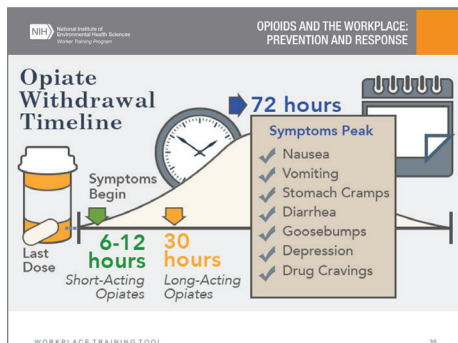 NIH
National Institute of
Environmental Health Sciences
Worker Training Program
OPIOIDS AND THE WORKPLACE:
PREVENTION AND RESPONSE
Opiate
Withdrawal
Timeline
72 hours
Symptoms Peak
Nausea
Vomiting
Stomach Cramps
Diarrhea
Goosebumps
Depression
Drug Cravings
Symptoms
Begin
Last
Dose
6-12
hours
Short-Acting
Opiates
30
hours
Long-Acting
Opiates
WORKPLACE TRAINING TOOL